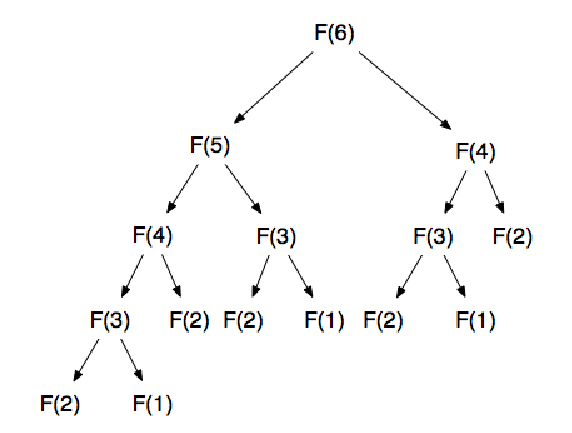 F(6)
F(5) F(4)
F(4) F(3) F(3) F(2)
F(3) F(2) F(2) F(1) F(2) F(1)
F(2) F(1)